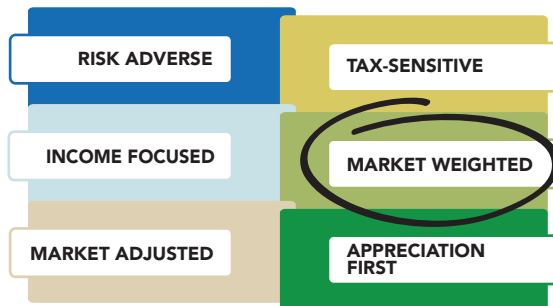 RISK ADVERSE
TAX-SENSITIVE
INCOME FOCUSED
MARKET WEIGHTED
MARKET ADJUSTED
APPRECIATION
FIRST